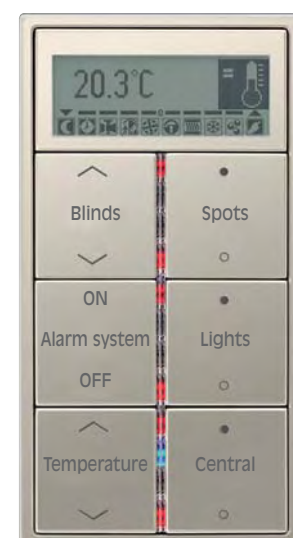 20.3°C
Blinds
Spots
ON
Alarm system
OFF
Lights
Temperature
Central